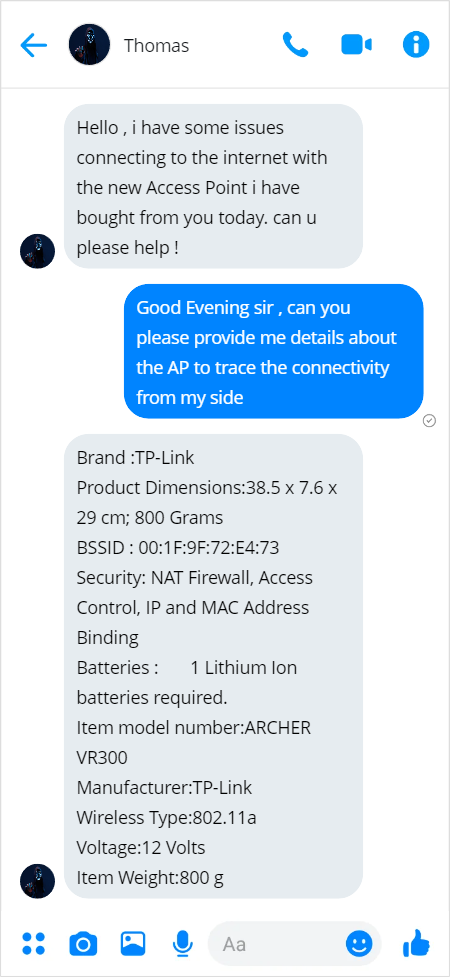 Thomas
Hello , i have some issues
connecting to the internet with
the new Access Point i have
bought from you today. can u
please help !
Good Evening sir , can you
please provide me details about
the AP to trace the connectivity
from my side
Brand :TP-Link
Product Dimensions:38.5 x 7.6 x
29 cm; 800 Grams
BSSID : 00:1F:9F:72:E4:73
Security: NAT Firewall, Access
Control, IP and MAC Address
Binding
Batteries : 1 Lithium Ion
batteries required.
Item model number:ARCHER
VR300
Manufacturer:TP-Link
Wireless Type:802.11a
Voltage:12 Volts
Item Weight:800 g
Aa